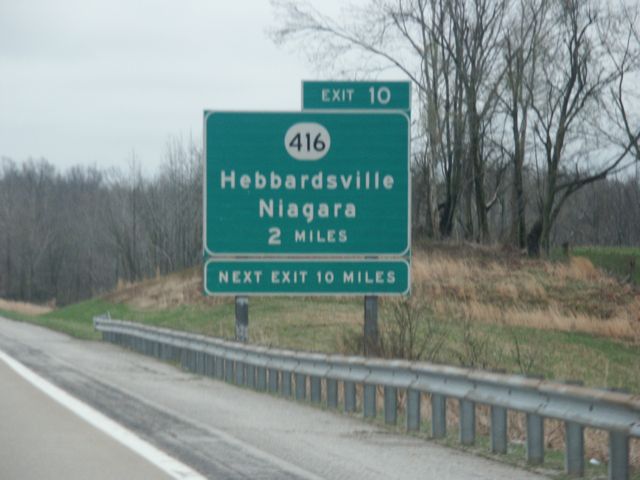 EXIT 10
416
Hebbardsville
Niagara
2 MILES
NEXT EXIT 10 MILES